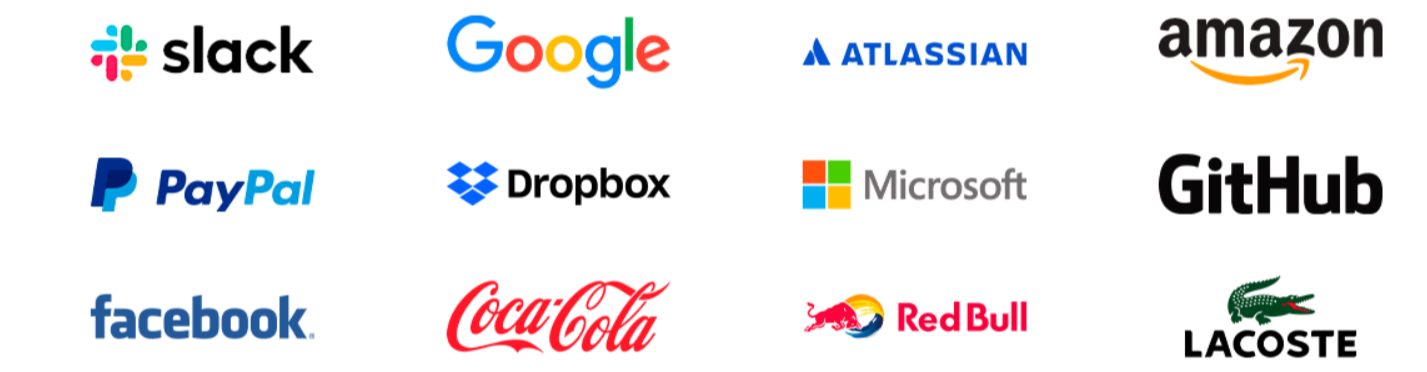 slack Google ATLASSIAN amazon
PayPal Dropbox Microsoft GitHub
facebook® Coca-Cola Red Bull LACOSTE